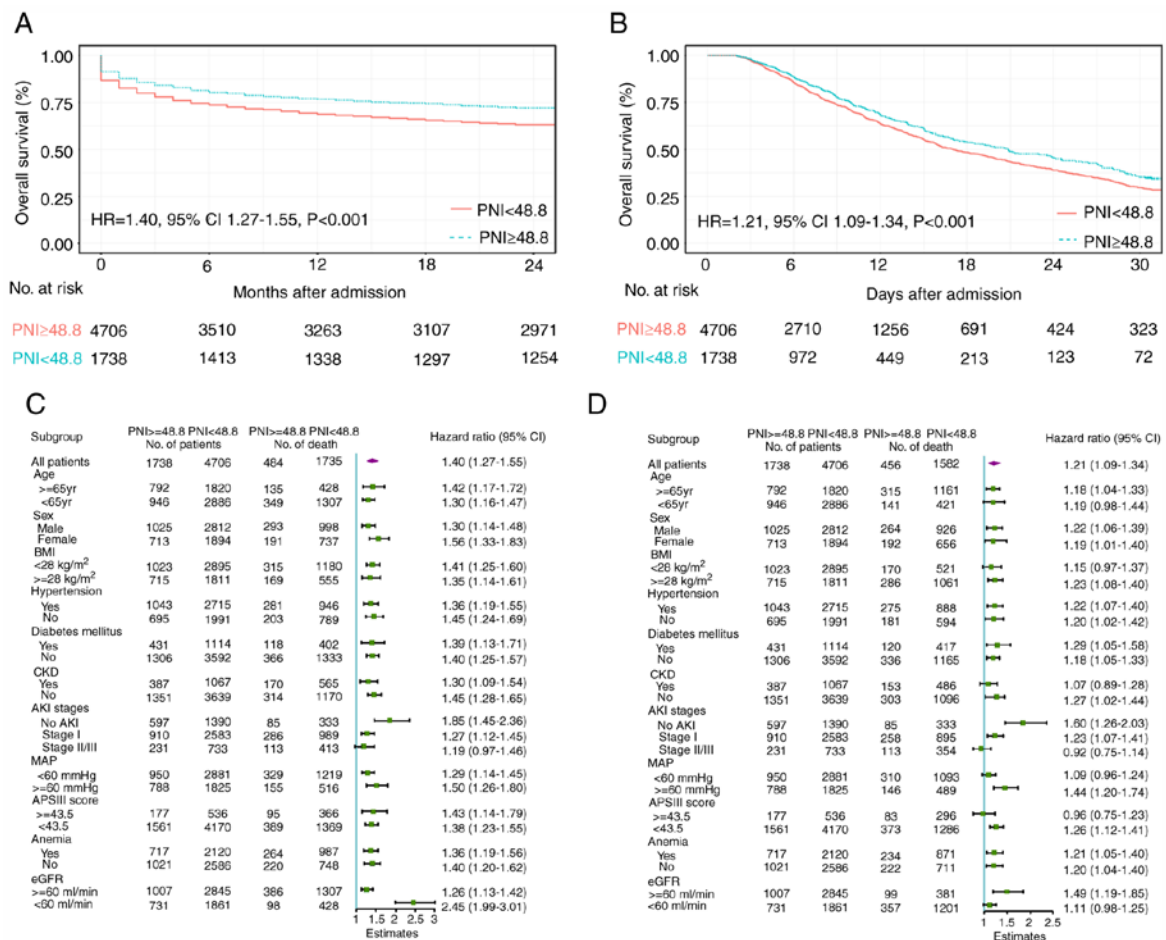 A
1.00
0.75
0.50
0.25
0.00
Overall survival (%)
HR=1.40, 95% CI 1.27-1.55, P<0.001
PNI<48.8
PNI≥48.8
0 6 12 18 24
No. at risk Months after admission
PNI≥48.8 4706 3510 3263 3107 2971
PNI<48.8 1738 1413 1338 1297 1254
B
1.00
0.75
0.50
0.25
0.00
Overall survival (%)
HR=1.21, 95% CI 1.09-1.34, P<0.001
PNI<48.8
PNI≥48.8
0 6 12 18 24 30
No. at risk Days after admission
PNI≥48.8 4706 2710 1256 691 424 323
PNI<48.8 1738 972 449 213 123 72
C
PNI>=48.8 PNI<48.8 PNI>=48.8 PNI<48.8
Subgroup No. of patients No. of death Hazard ratio (95% CI)
All patients 1738 4706 484 1735 1.40 (1.27-1.55)
Age
>=65yr 792 1820 135 428 1.42 (1.17-1.72)
<65yr 946 2886 349 1307 1.30 (1.16-1.47)
Sex
Male 1025 2812 293 998 1.30 (1.14-1.48)
Female 713 1894 191 737 1.56 (1.33-1.83)
BMI
<28 kg/m² 1023 2895 315 1180 1.41 (1.25-1.60)
>=28 kg/m² 715 1811 169 555 1.35 (1.14-1.61)
Hypertension
Yes 1043 2715 281 946 1.36 (1.19-1.55)
No 695 1991 203 789 1.45 (1.24-1.69)
Diabetes mellitus
Yes 431 1114 118 402 1.39 (1.13-1.71)
No 1306 3592 366 1333 1.40 (1.25-1.57)
CKD
Yes 387 1067 170 565 1.30 (1.09-1.54)
No 1351 3639 314 1170 1.45 (1.28-1.65)
AKI stages
No AKI 597 1390 85 333 1.85 (1.45-2.36)
Stage I 910 2583 286 989 1.27 (1.12-1.45)
Stage II/III 231 733 113 413 1.19 (0.97-1.46)
MAP
<60 mmHg 950 2881 329 1219 1.29 (1.14-1.45)
>=60 mmHg 788 1825 155 516 1.50 (1.26-1.80)
APSIII score
>=43.5 177 536 95 366 1.43 (1.14-1.79)
<43.5 1561 4170 389 1369 1.38 (1.23-1.55)
Anemia
Yes 717 2120 264 987 1.36 (1.19-1.56)
No 1021 2586 220 748 1.40 (1.20-1.62)
eGFR
>=60 ml/min 1007 2845 386 1307 1.26 (1.13-1.42)
<60 ml/min 731 1861 98 428 2.45 (1.99-3.01)
1 1.5 2 2.5 3
Estimates
D
PNI>=48.8 PNI<48.8 PNI>=48.8 PNI<48.8
Subgroup No. of patients No. of death Hazard ratio (95% CI)
All patients 1738 4706 456 1582 1.21 (1.09-1.34)
Age
>=65yr 792 1820 315 1161 1.18 (1.04-1.33)
<65yr 946 2886 141 421 1.19 (0.98-1.44)
Sex
Male 1025 2812 264 926 1.22 (1.06-1.39)
Female 713 1894 192 656 1.19 (1.01-1.40)
BMI
<28 kg/m² 1023 2895 170 521 1.15 (0.97-1.37)
>=28 kg/m² 715 1811 286 1061 1.23 (1.08-1.40)
Hypertension
Yes 1043 2715 275 888 1.22 (1.07-1.40)
No 695 1991 181 594 1.20 (1.02-1.42)
Diabetes mellitus
Yes 431 1114 120 417 1.29 (1.05-1.58)
No 1306 3592 336 1165 1.18 (1.05-1.33)
CKD
Yes 387 1067 153 486 1.07 (0.89-1.28)
No 1351 3639 303 1096 1.27 (1.02-1.44)
AKI stages
No AKI 597 1390 85 333 1.60 (1.26-2.03)
Stage I 910 2583 258 895 1.23 (1.07-1.41)
Stage II/III 231 733 113 354 0.92 (0.75-1.14)
MAP
<60 mmHg 950 2881 310 1093 1.09 (0.96-1.24)
>=60 mmHg 788 1825 146 489 1.44 (1.20-1.74)
APSIII score
>=43.5 177 536 83 296 0.96 (0.75-1.23)
<43.5 1561 4170 373 1286 1.26 (1.12-1.41)
Anemia
Yes 717 2120 234 871 1.21 (1.05-1.40)
No 1021 2586 222 711 1.20 (1.04-1.40)
eGFR
>=60 ml/min 1007 2845 99 381 1.49 (1.19-1.85)
<60 ml/min 731 1861 357 1201 1.11 (0.98-1.25)
1 1.5 2 2.5
Estimates